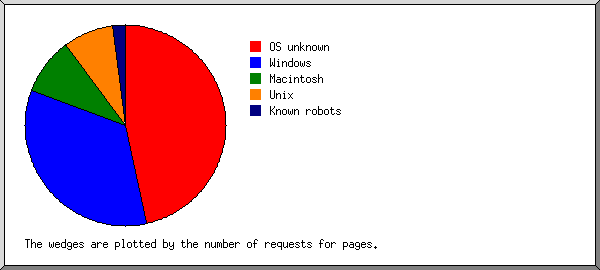 OS unknown
Windows
Macintosh
Unix
Known robots
The wedges are plotted by the number of requests for pages.